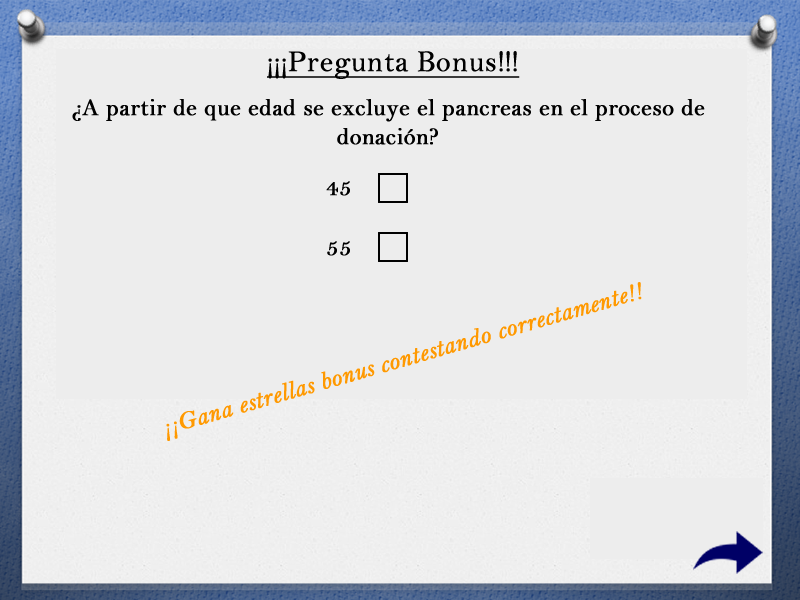 ¡¡¡Pregunta Bonus!!!
¿A partir de que edad se excluye el pancreas en el proceso de
donación?
45
55
¡¡Gana estrellas bonus contestando correctamente!!